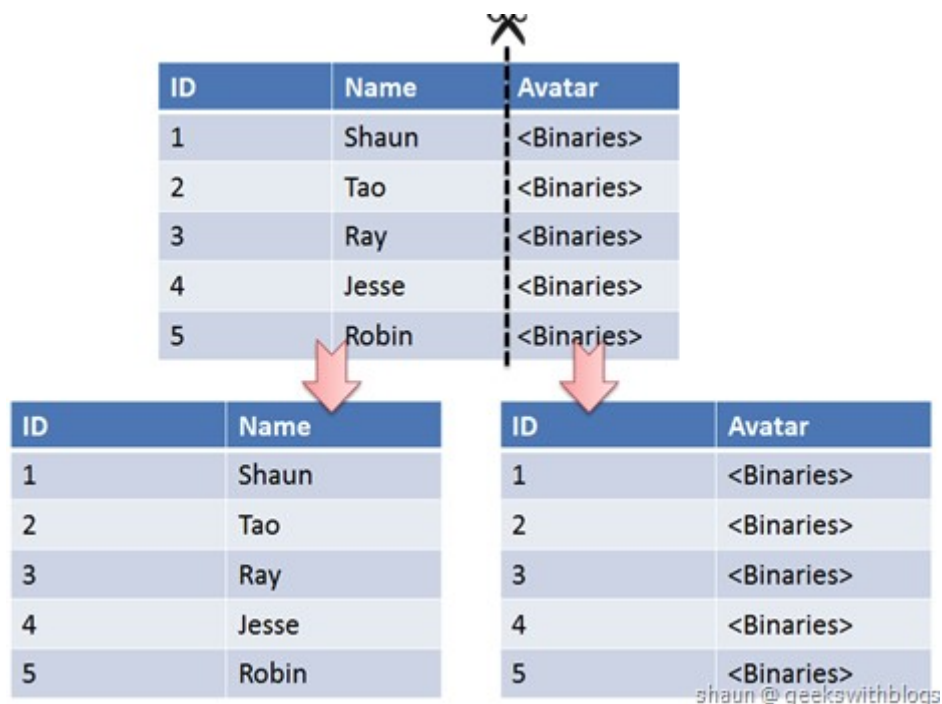 ID Name Avatar
1 Shaun <Binaries>
2 Tao <Binaries>
3 Ray <Binaries>
4 Jesse <Binaries>
5 Robin <Binaries>
ID Name
1 Shaun
2 Tao
3 Ray
4 Jesse
5 Robin
ID Avatar
1 <Binaries>
2 <Binaries>
3 <Binaries>
4 <Binaries>
5 <Binaries>
shaun @ geekswithblogs